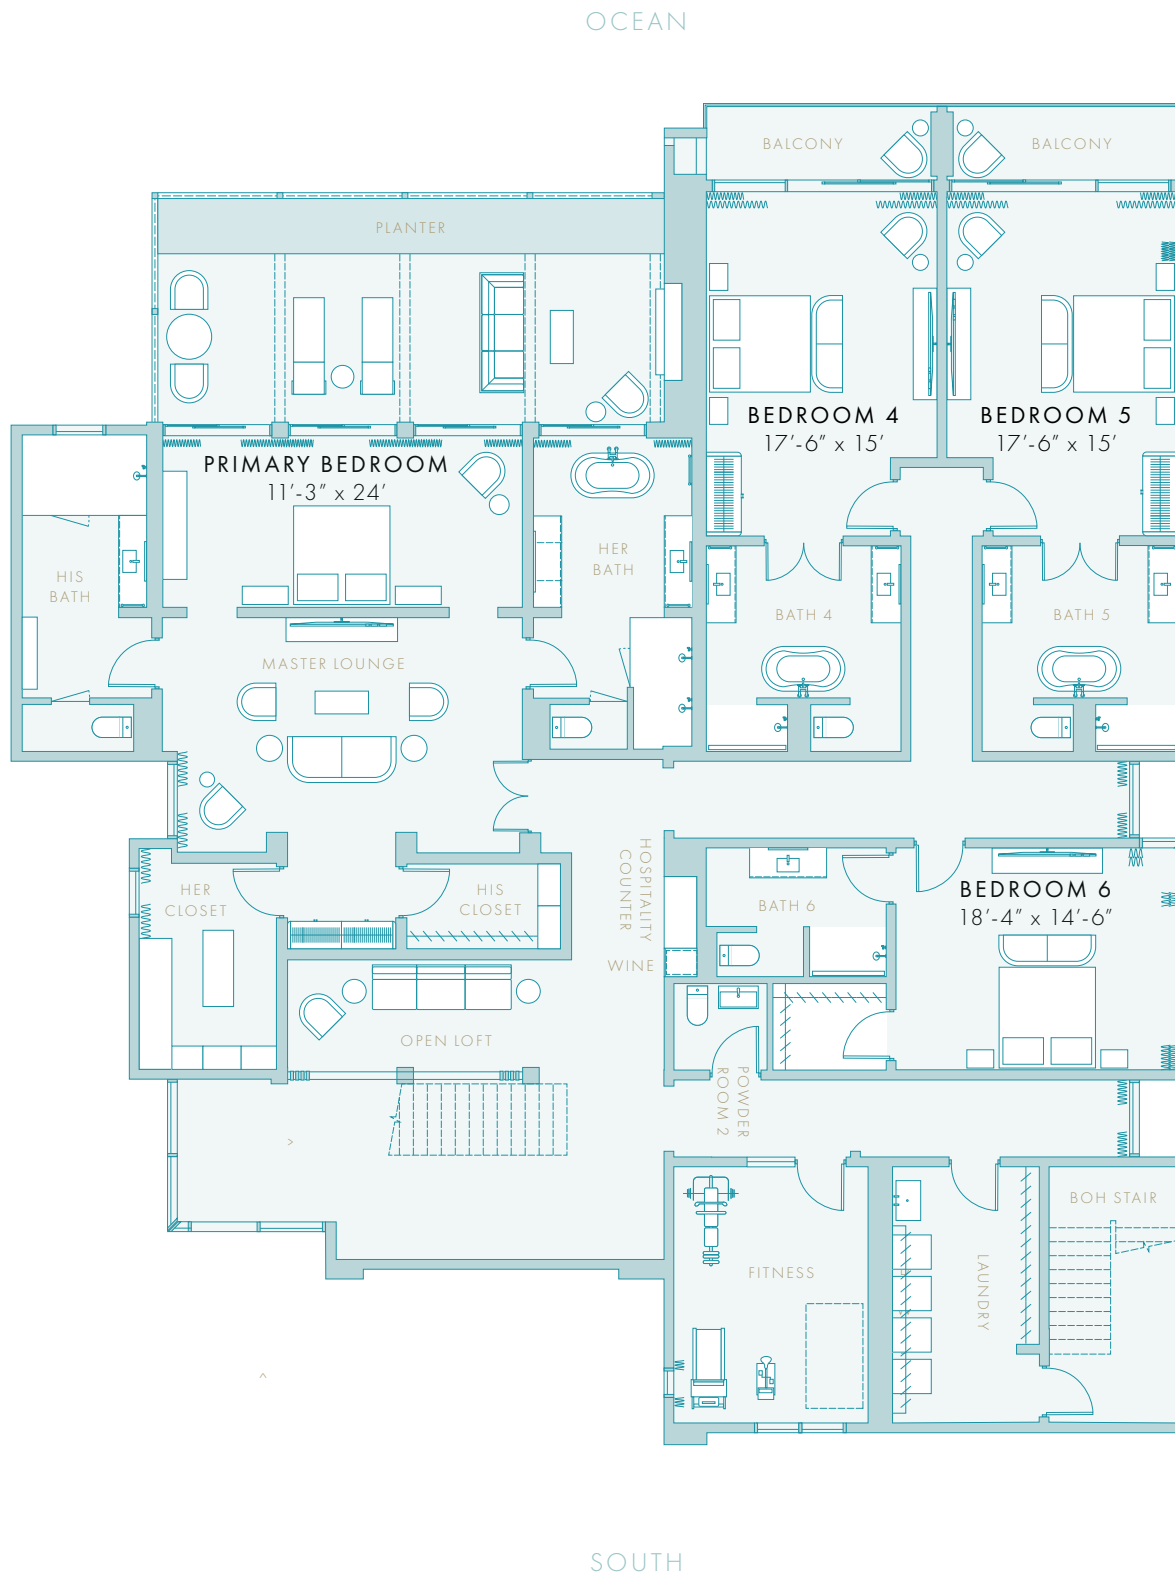 OCEAN
BALCONY
BALCONY
PLANTER
BEDROOM 4
17'-6" x 15'
BEDROOM 5
17'-6" x 15'
PRIMARY BEDROOM
11'-3" x 24'
HIS
BATH
HER
BATH
BATH 4
BATH 5
MASTER LOUNGE
HER
CLOSET
HIS
CLOSET
HOSPITALITY
COUNTER
WINE
BATH 6
BEDROOM 6
18'-4" x 14'-6"
OPEN LOFT
POWDER
ROOM 2
BOH STAIR
FITNESS
LAUNDRY
SOUTH